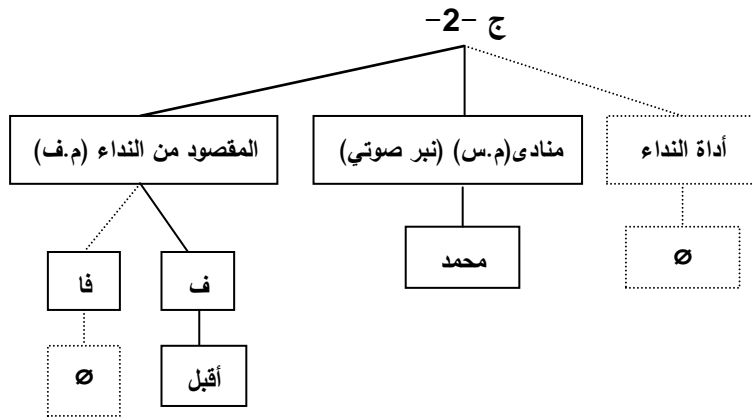 ج -2-
أداة النداء
منادى(م.س) (نبر صوتي)
المقصود من النداء (م.ف)
ø
محمد
ف
فا
أقبل
ø